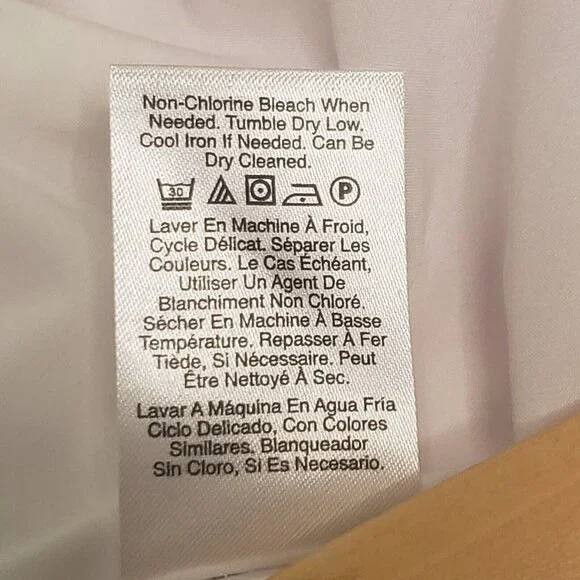 Non-Chlorine Bleach When
Needed. Tumble Dry Low.
Cool Iron If Needed. Can Be
Dry Cleaned.
30 P
Laver En Machine À Froid,
Cycle Délicat. Séparer Les
Couleurs. Le Cas Échéant,
Utiliser Un Agent De
Blanchiment Non Chloré.
Sécher En Machine À Basse
Température. Repasser À Fer
Tiède, Si Nécessaire. Peut
Être Nettoyé À Sec.
Lavar A Máquina En Agua Fría
Ciclo Delicado, Con Colores
Similares. Blanqueador
Sin Cloro, Si Es Necesario.